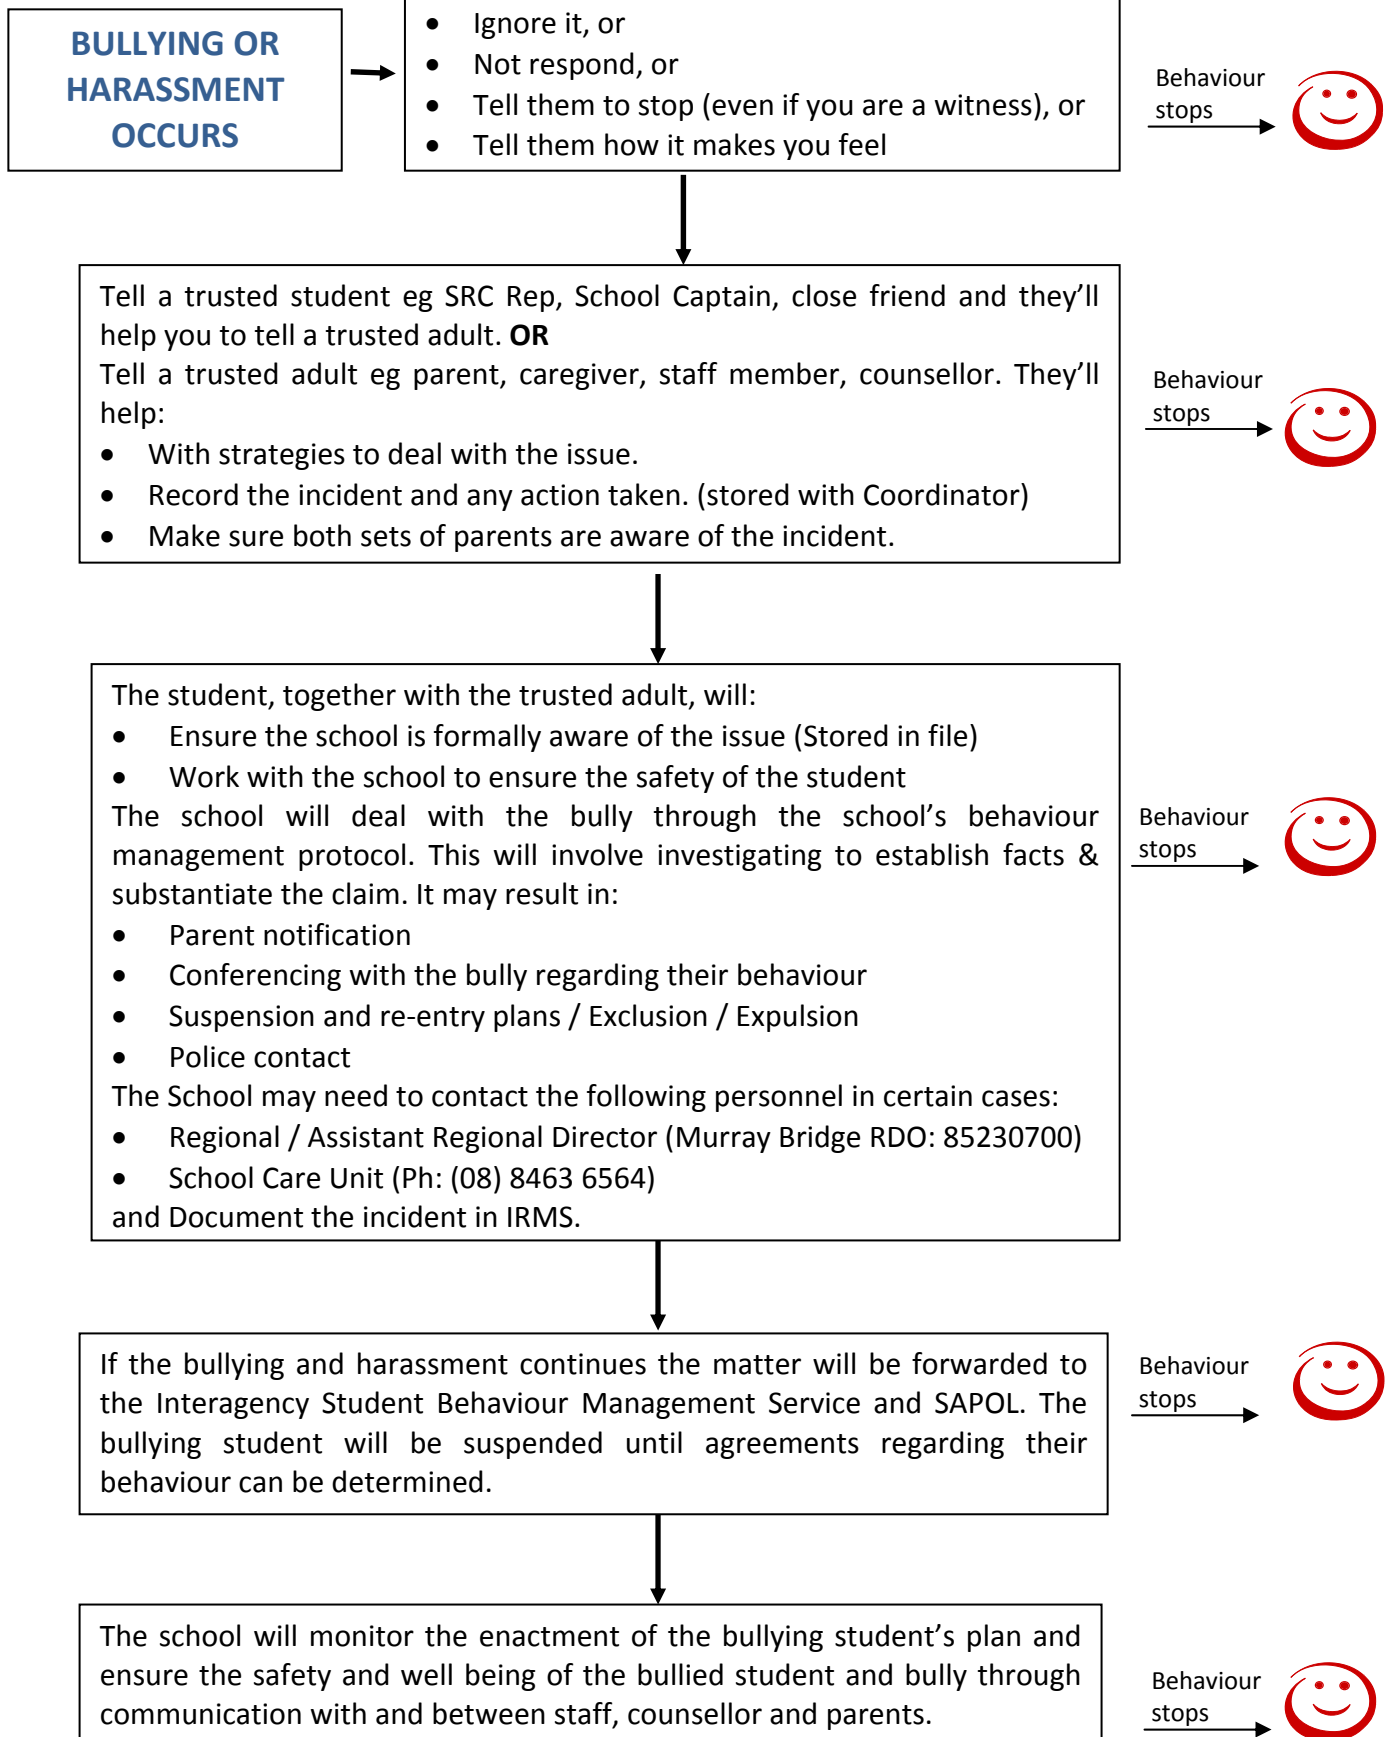 BULLYING OR
HARASSMENT
OCCURS
• Ignore it, or
• Not respond, or
• Tell them to stop (even if you are a witness), or
• Tell them how it makes you feel
Behaviour
stops
Tell a trusted student eg SRC Rep, School Captain, close friend and they’ll
help you to tell a trusted adult. OR
Tell a trusted adult eg parent, caregiver, staff member, counsellor. They’ll
help:
• With strategies to deal with the issue.
• Record the incident and any action taken. (stored with Coordinator)
• Make sure both sets of parents are aware of the incident.
Behaviour
stops
The student, together with the trusted adult, will:
• Ensure the school is formally aware of the issue (Stored in file)
• Work with the school to ensure the safety of the student
The school will deal with the bully through the school’s behaviour
management protocol. This will involve investigating to establish facts &
substantiate the claim. It may result in:
• Parent notification
• Conferencing with the bully regarding their behaviour
• Suspension and re-entry plans / Exclusion / Expulsion
• Police contact
The School may need to contact the following personnel in certain cases:
• Regional / Assistant Regional Director (Murray Bridge RDO: 85230700)
• School Care Unit (Ph: (08) 8463 6564)
and Document the incident in IRMS.
Behaviour
stops
If the bullying and harassment continues the matter will be forwarded to
the Interagency Student Behaviour Management Service and SAPOL. The
bullying student will be suspended until agreements regarding their
behaviour can be determined.
Behaviour
stops
The school will monitor the enactment of the bullying student’s plan and
ensure the safety and well being of the bullied student and bully through
communication with and between staff, counsellor and parents.
Behaviour
stops